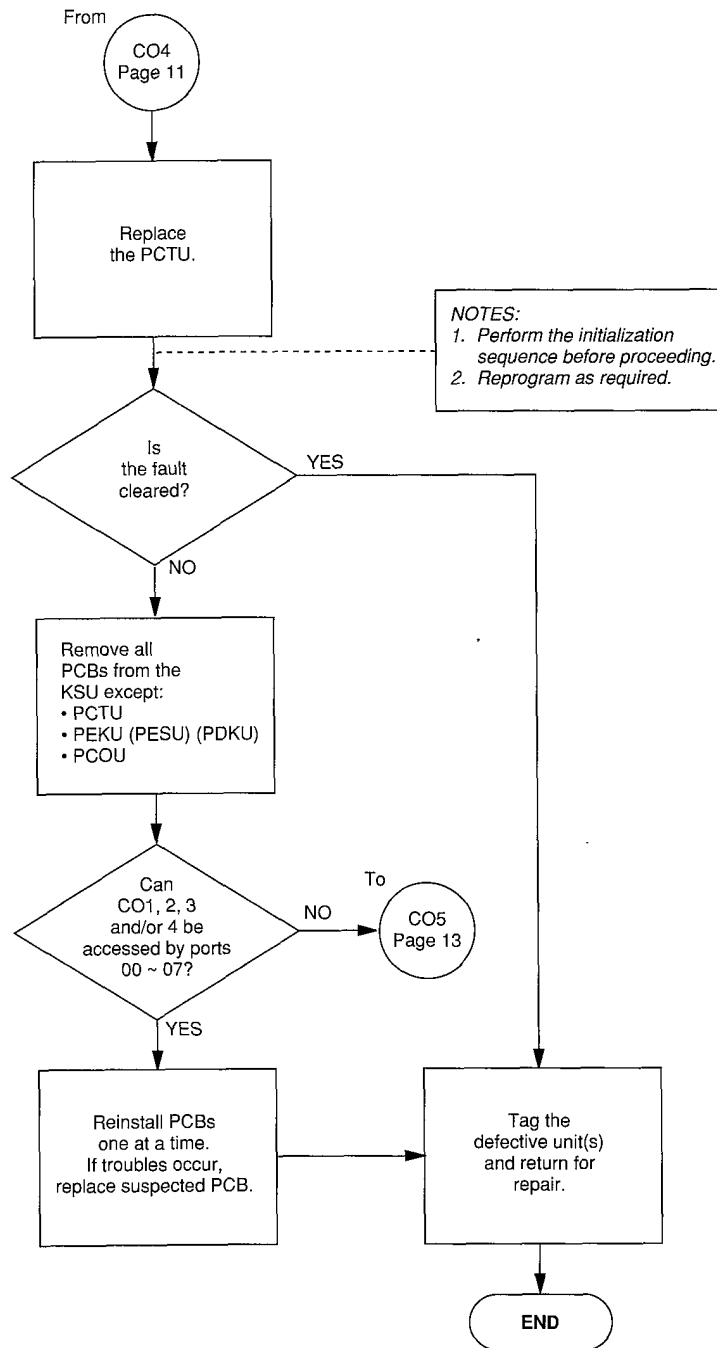 From
CO4
Page 11
Replace
the PCTU.
NOTES:
1. Perform the initialization
sequence before proceeding.
2. Reprogram as required.
Is
the fault
cleared?
YES
NO
Remove all
PCBs from the
KSU except:
• PCTU
• PEKU (PESU) (PDKU)
• PCOU
Can
CO1, 2, 3
and/or 4 be
accessed by ports
00 ~ 07?
NO
To
CO5
Page 13
YES
Reinstall PCBs
one at a time.
If troubles occur,
replace suspected PCB.
Tag the
defective unit(s)
and return for
repair.
END